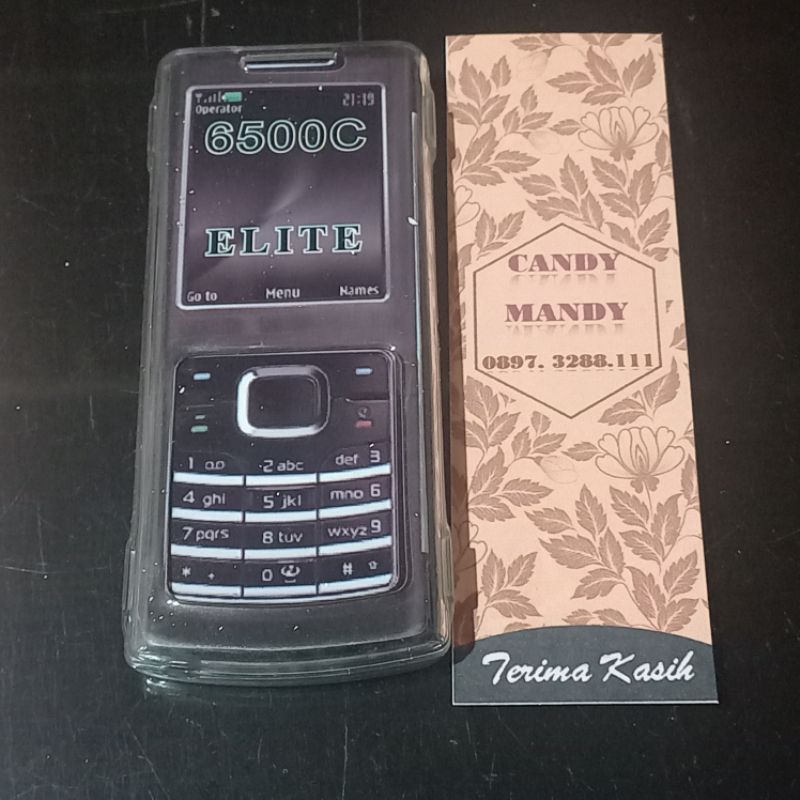 21:19
Operator
6500C
ELITE
Go to Menu Names
1 oo 2 abc def 3
4 ghi 5 jkl mno 6
7 pqrs 8 tuv wxyz 9
* + 0 #
CANDY
MANDY
0897. 3288.111
Terima Kasih